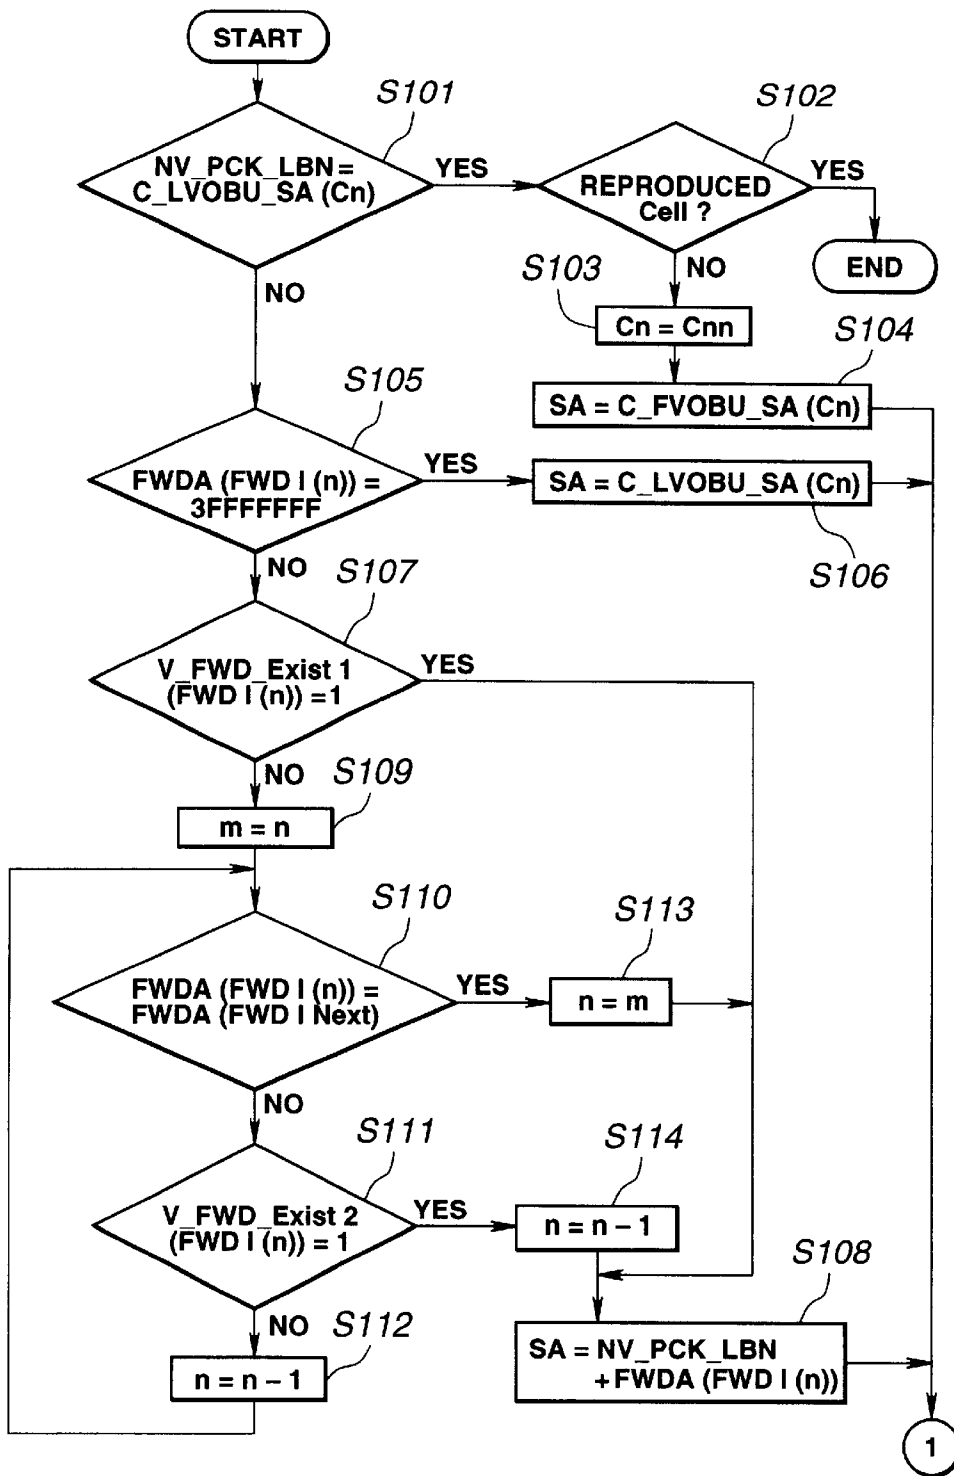 START
S101
NV_PCK_LBN=
C_LVOBU_SA (Cn)
YES
NO
S102
REPRODUCED
Cell ?
YES
END
NO
S103
Cn = Cnn
S104
SA = C_FVOBU_SA (Cn)
S105
FWDA (FWD I (n)) =
3FFFFFFF
YES
NO
SA = C_LVOBU_SA (Cn)
S106
S107
V_FWD_Exist 1
(FWD I (n)) =1
YES
NO
S109
m = n
S110
FWDA (FWD I (n)) =
FWDA (FWD I Next)
YES
NO
S113
n = m
S111
V_FWD_Exist 2
(FWD I (n)) = 1
YES
NO
S114
n = n - 1
S108
SA = NV_PCK_LBN
+FWDA (FWD I (n))
S112
n = n - 1
1